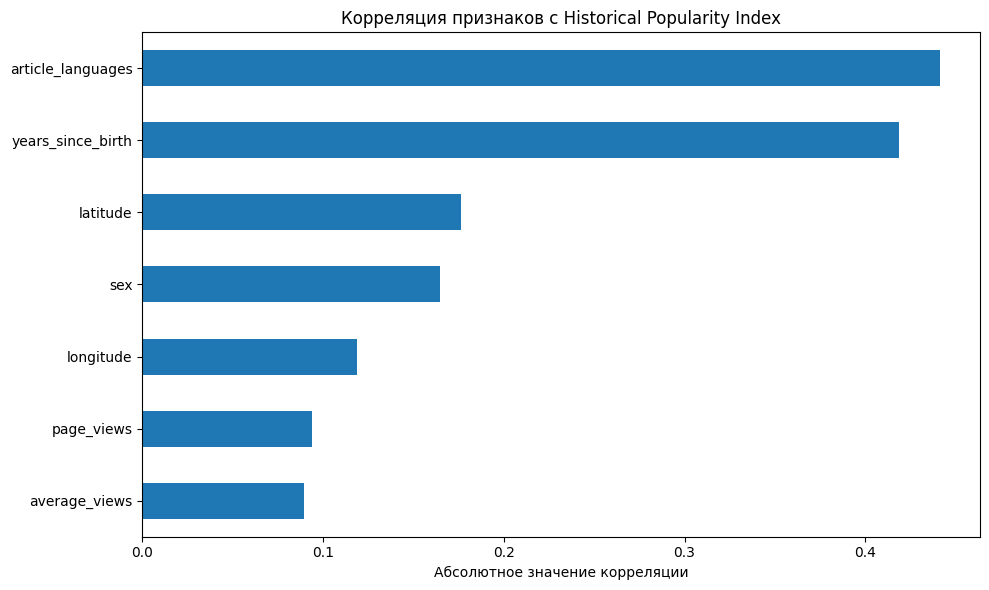 Корреляция признаков с Historical Popularity Index
article_languages
years_since_birth
latitude
sex
longitude
page_views
average_views
0.0 0.1 0.2 0.3 0.4
Абсолютное значение корреляции